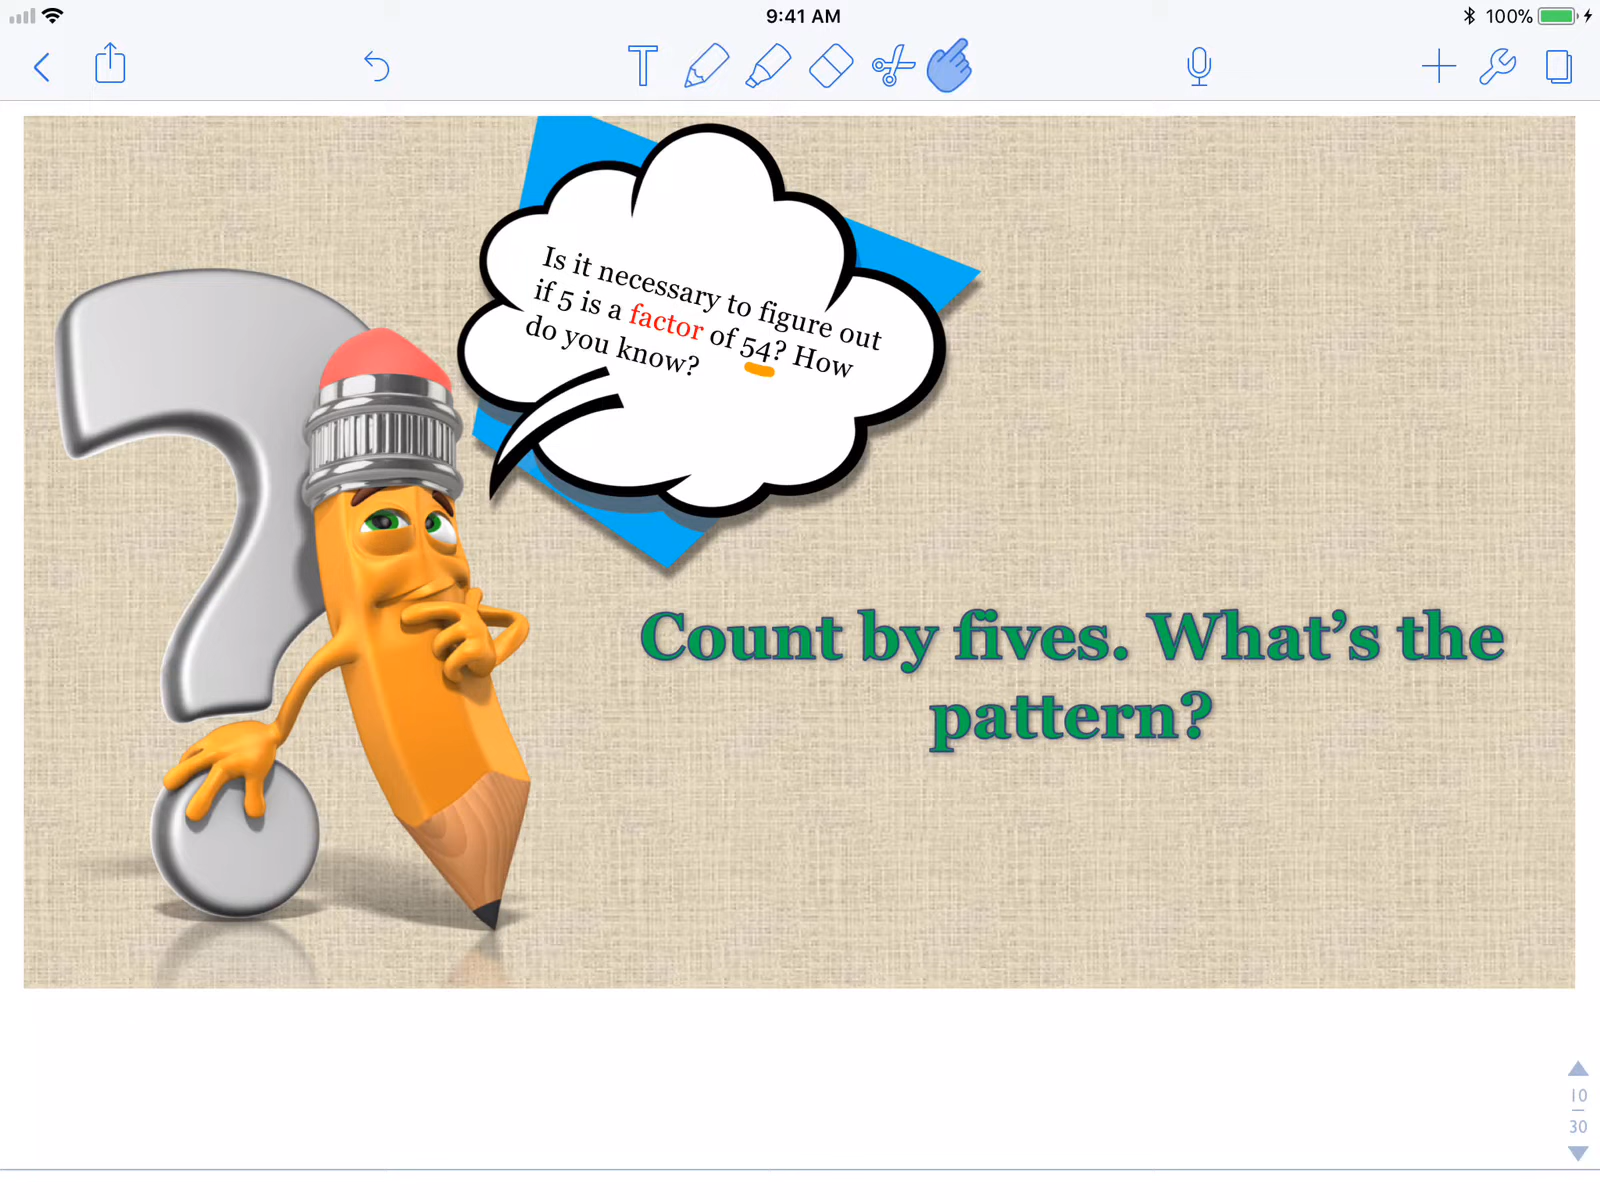 9:41 AM
100%
T
Is it necessary to figure out
if 5 is a factor of 54? How
do you know?
Count by fives. What’s the
pattern?
10
30